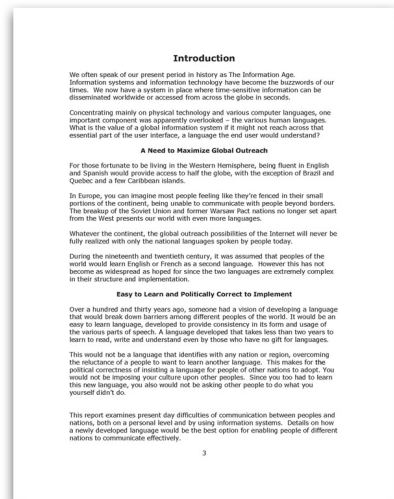 Introduction
We often speak of our present period in history as The Information Age.
Information systems and information technology have become the buzzwords of our
times.  We now have a system in place where time-sensitive information can be
disseminated worldwide or accessed from across the globe in seconds.
Concentrating mainly on physical technology and various computer languages, one
important component was apparently overlooked – the various human languages.
What is the value of a global information system if it might not reach across that
essential part of the user interface, a language the end user would understand?
A Need to Maximize Global Outreach
For those fortunate to be living in the Western Hemisphere, being fluent in English
and Spanish would provide access to half the globe, with the exception of Brazil and
Quebec and a few Caribbean islands.
In Europe, you can imagine most people feeling like they're fenced in their small
portions of the continent, being unable to communicate with people beyond borders.
The breakup of the Soviet Union and former Warsaw Pact nations no longer set apart
from the West presents our world with even more languages.
Whatever the continent, the global outreach possibilities of the Internet will never be
fully realized with only the national languages spoken by people today.
During the nineteenth and twentieth century, it was assumed that peoples of the
world would learn English or French as a second language.  However this has not
become as widespread as hoped for since the two languages are extremely complex
in their structure and implementation.
Easy to Learn and Politically Correct to Implement
Over a hundred and thirty years ago, someone had a vision of developing a language
that would break down barriers among different peoples of the world. It would be an
easy to learn language, developed to provide consistency in its form and usage of
the various parts of speech. A language developed that takes less than two years to
learn to read, write and understand even by those who have no gift for languages.
This would not be a language that identifies with any nation or region, overcoming
the reluctance of a people to want to learn another language.  This makes for the
political correctness of insisting a language for people of other nations to adopt. You
would not be imposing your culture upon other peoples.  Since you too had to learn
this new language, you also would not be asking other people to do what you
yourself didn't do.
This report examines present day difficulties of communication between peoples and
nations, both on a personal level and by using information systems.  Details on how
a newly developed language would be the best option for enabling people of different
nations to communicate effectively.
3